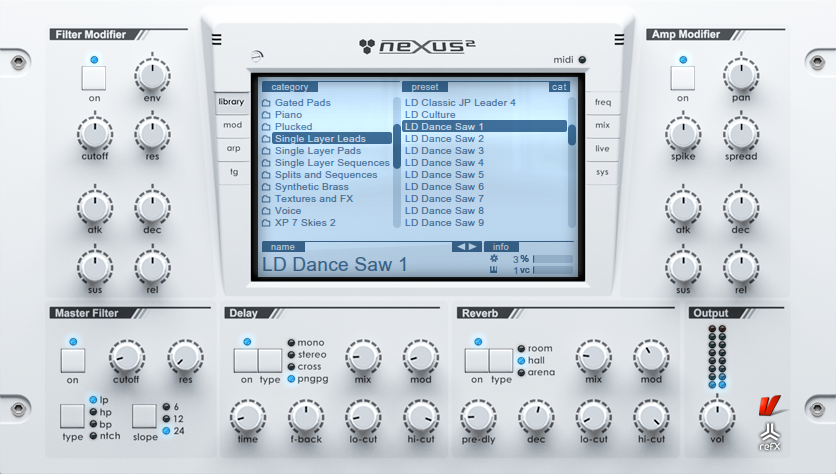 Filter Modifier
on
env
cutoff
res
atk
dec
sus
rel
nexus2
midi
library
mod
arp
tg
category
Gated Pads
Piano
Plucked
Single Layer Leads
Single Layer Pads
Single Layer Sequences
Splits and Sequences
Synthetic Brass
Textures and FX
Voice
XP 7 Skies 2
preset
cat
LD Classic JP Leader 4
LD Culture
LD Dance Saw 1
LD Dance Saw 2
LD Dance Saw 3
LD Dance Saw 4
LD Dance Saw 5
LD Dance Saw 6
LD Dance Saw 7
LD Dance Saw 8
LD Dance Saw 9
name
LD Dance Saw 1
info
3 %
1 vc
freq
mix
live
sys
Amp Modifier
on
pan
spike
spread
atk
dec
sus
rel
Master Filter
on
cutoff
res
type
lp
hp
bp
ntch
slope
6
12
24
Delay
on
type
mono
stereo
cross
pngpg
mix
mod
time
f-back
lo-cut
hi-cut
Reverb
on
type
room
hall
arena
mix
mod
pre-dly
dec
lo-cut
hi-cut
Output
vol
reFX